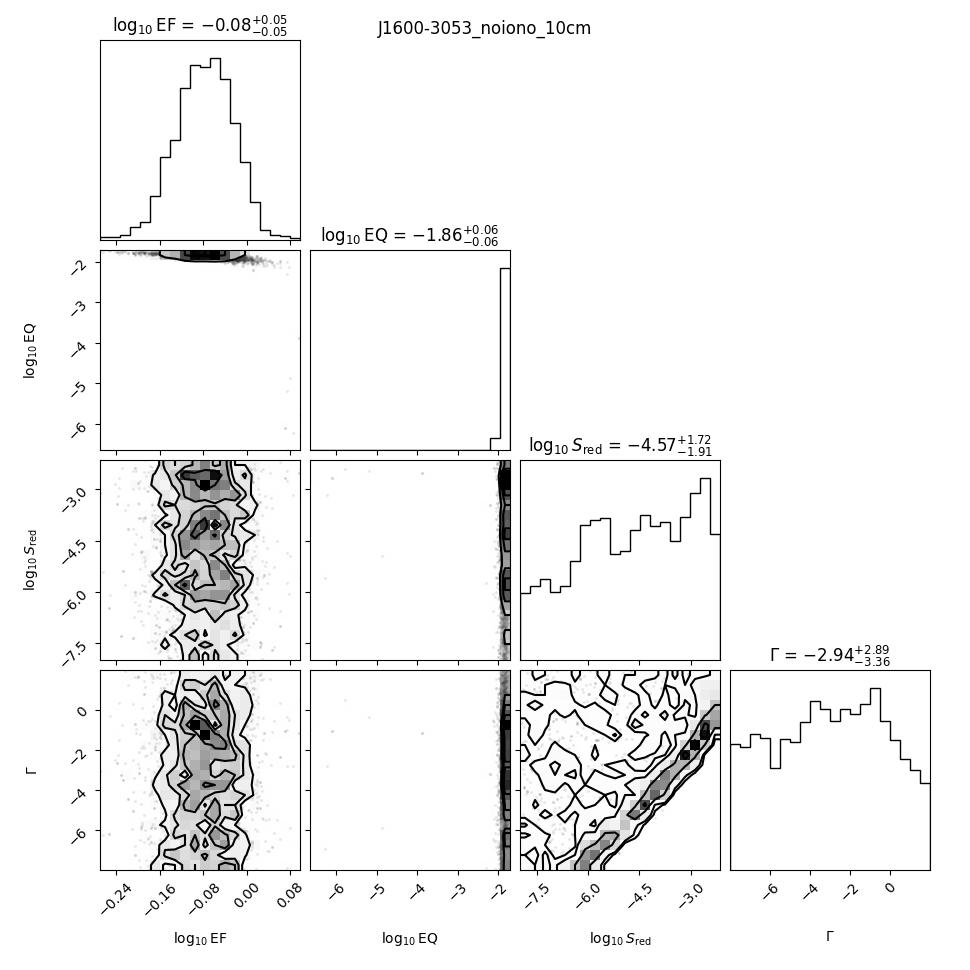 J1600-3053_noiono_10cm
log₁₀ EF = −0.08⁺⁰·⁰⁵₋₀.₀₅
log₁₀ EQ = −1.86⁺⁰·⁰⁶₋₀.₀₆
−2
−3
−4
−5
−6
log₁₀ EQ
log₁₀ S_red = −4.57⁺¹·⁷²₋₁.₉₁
−3.0
−4.5
−6.0
−7.5
log₁₀ S_red
Γ = −2.94⁺²·⁸⁹₋₃.₃₆
0
−2
−4
−6
Γ
−0.24 −0.16 −0.08 0.00 0.08
−6 −5 −4 −3 −2
−7.5 −6.0 −4.5 −3.0
−6 −4 −2 0
log₁₀ EF
log₁₀ EQ
log₁₀ S_red
Γ